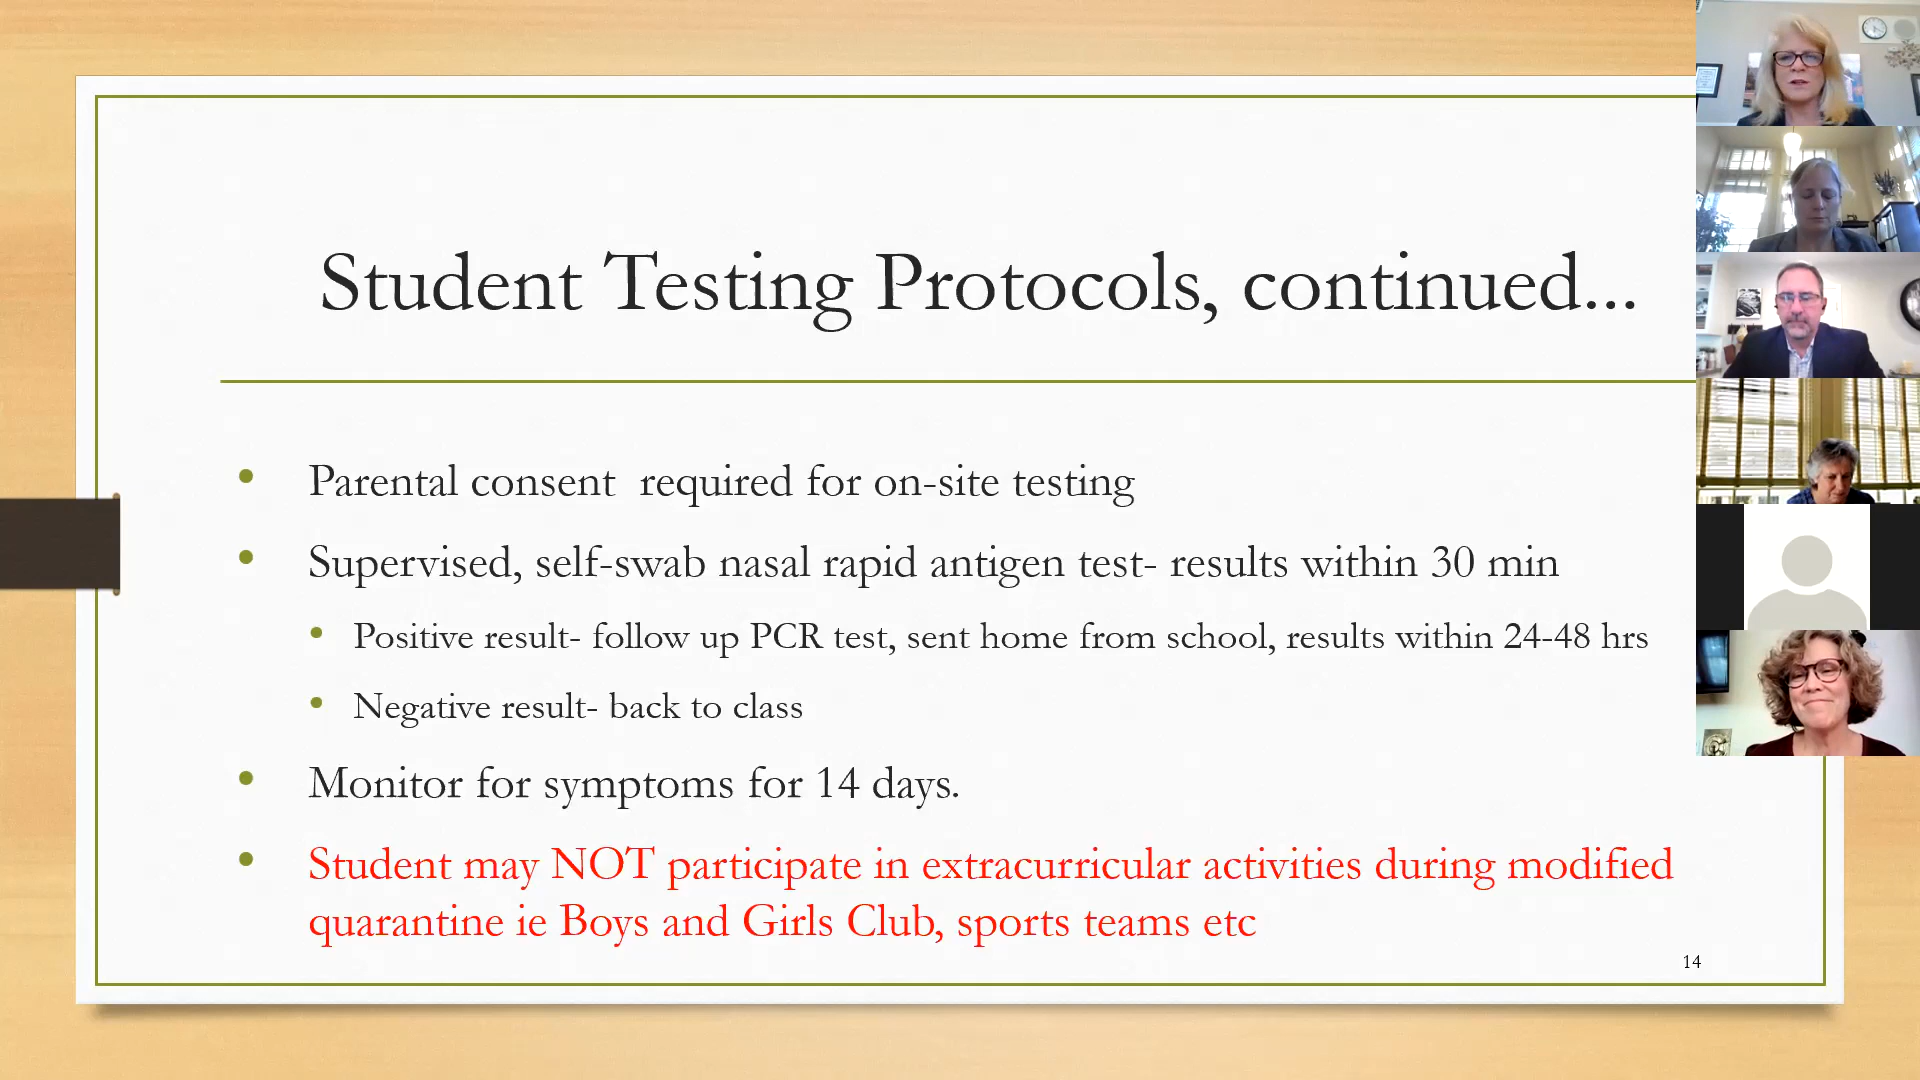 Student Testing Protocols, continued...
• Parental consent  required for on-site testing
• Supervised, self-swab nasal rapid antigen test- results within 30 min
• Positive result- follow up PCR test, sent home from school, results within 24-48 hrs
• Negative result- back to class
• Monitor for symptoms for 14 days.
• Student may NOT participate in extracurricular activities during modified
quarantine ie Boys and Girls Club, sports teams etc
14